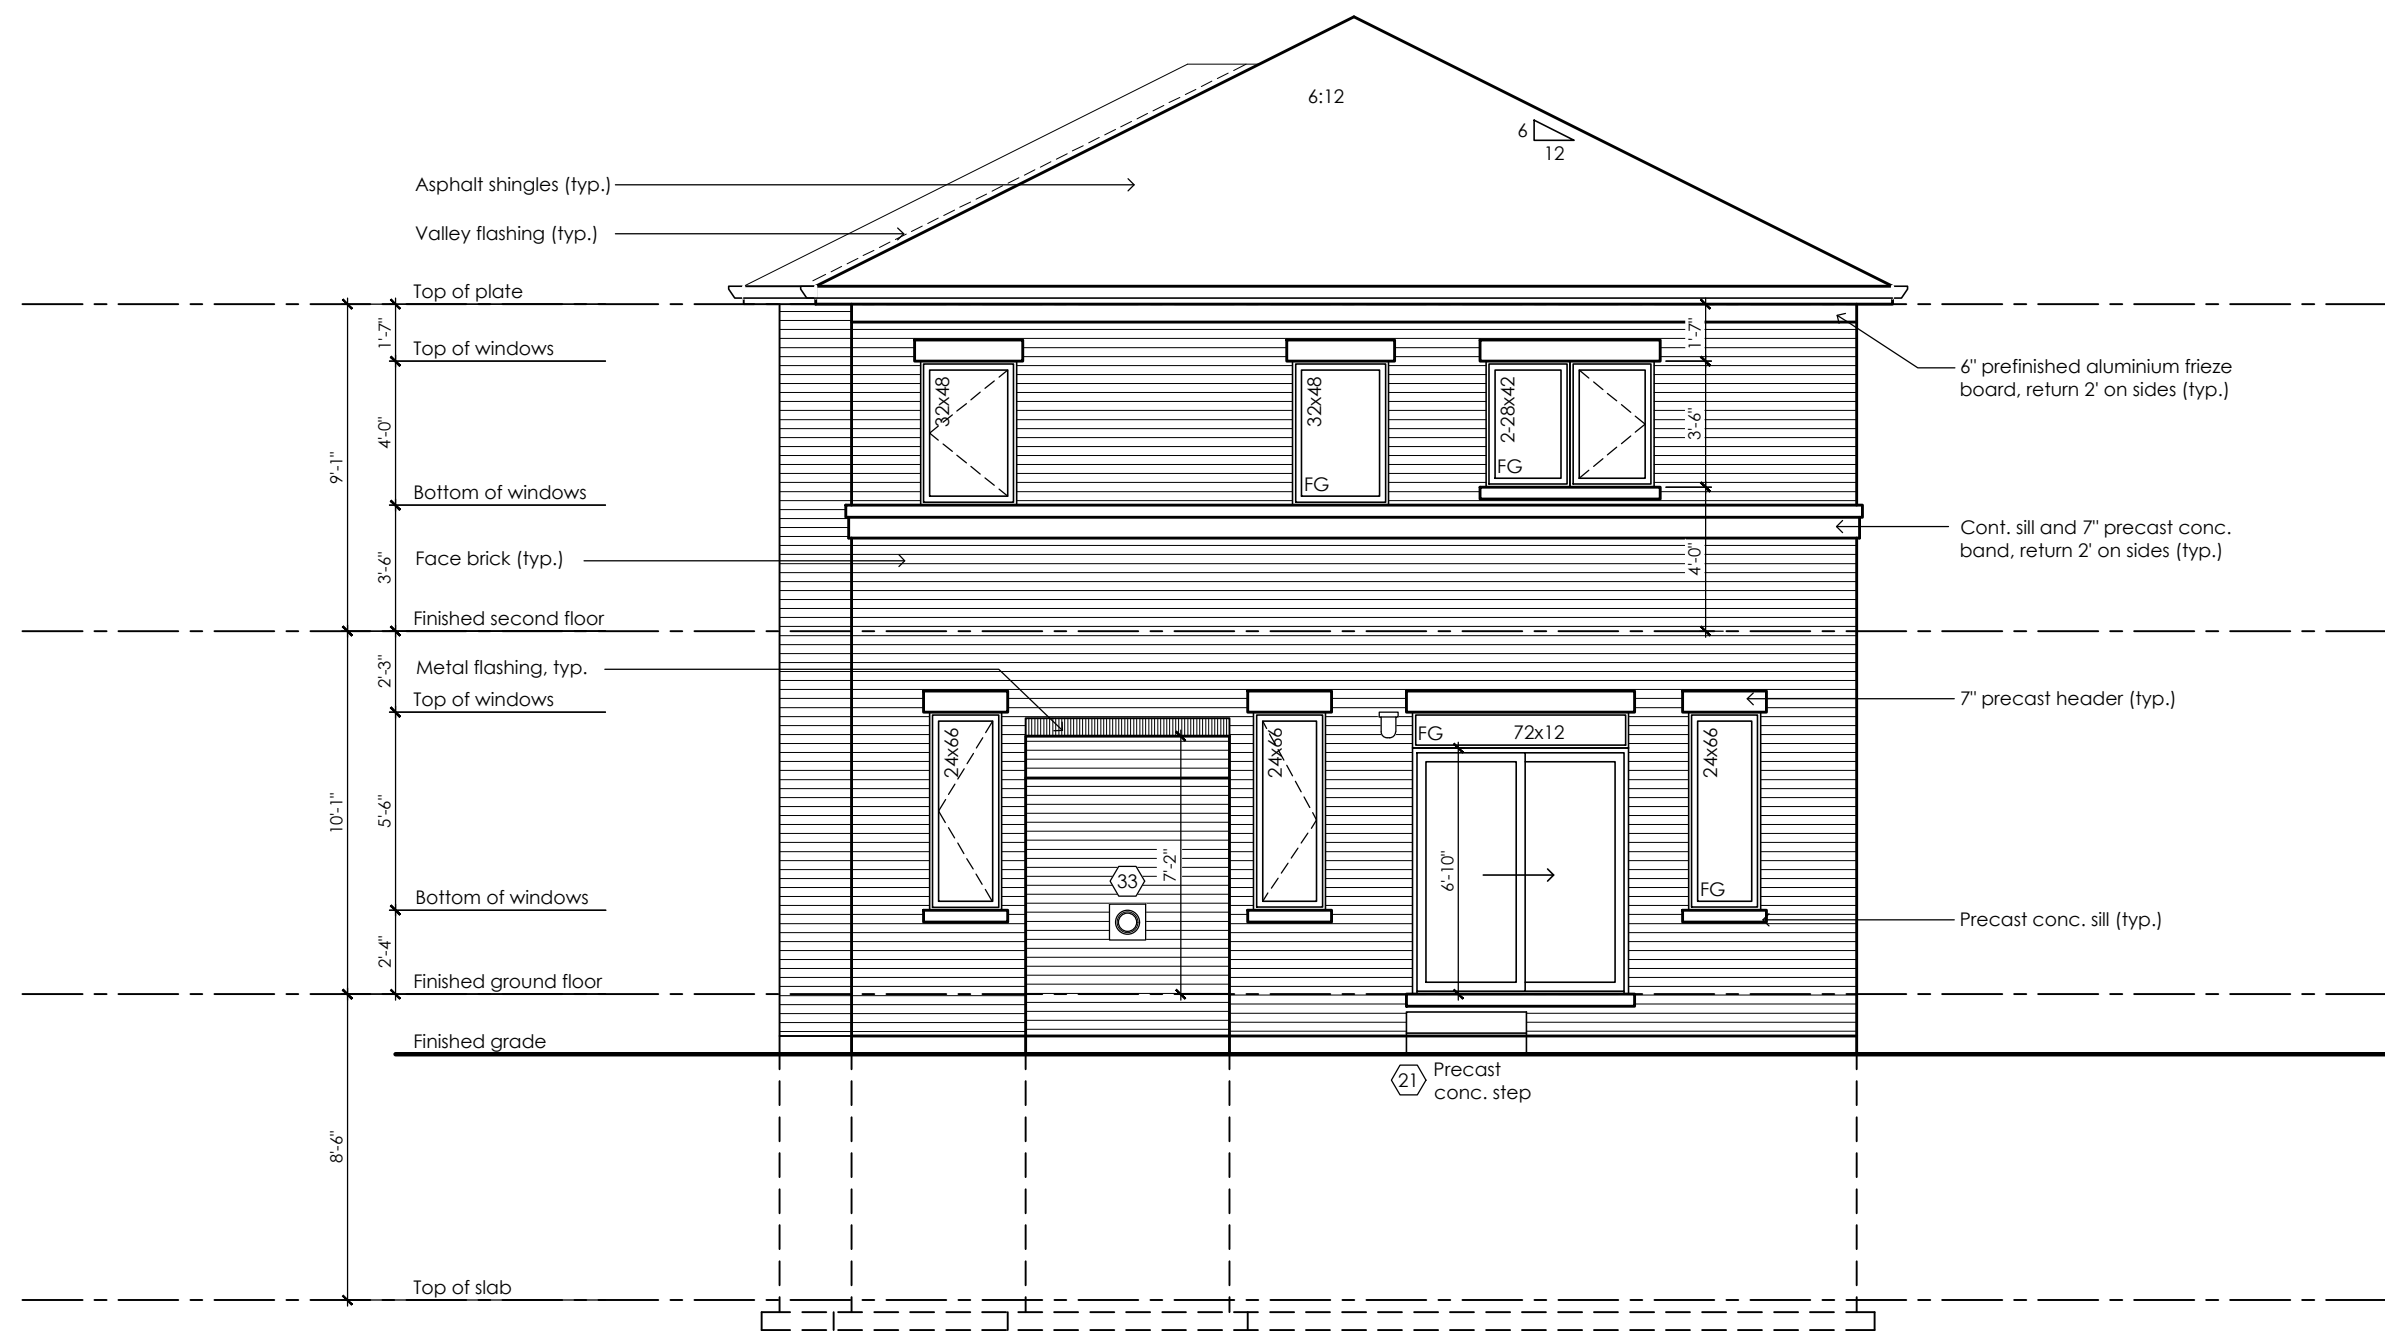 6:12
6
12
Asphalt shingles (typ.)
Valley flashing (typ.)
Top of plate
1'-7"
Top of windows
4'-0"
9'-1"
Bottom of windows
3'-6"
Face brick (typ.)
Finished second floor
2'-3"
Metal flashing, typ.
Top of windows
10'-1"
5'-6"
Bottom of windows
2'-4"
Finished ground floor
Finished grade
8'-6"
Top of slab
32x48
32x48
FG
2-28x42
FG
1'-7"
3'-6"
4'-0"
6" prefinished aluminium frieze
board, return 2' on sides (typ.)
Cont. sill and 7" precast conc.
band, return 2' on sides (typ.)
24x66
33
7'-2"
24x66
FG
72x12
6'-10"
24x66
FG
7" precast header (typ.)
Precast conc. sill (typ.)
21
Precast
conc. step